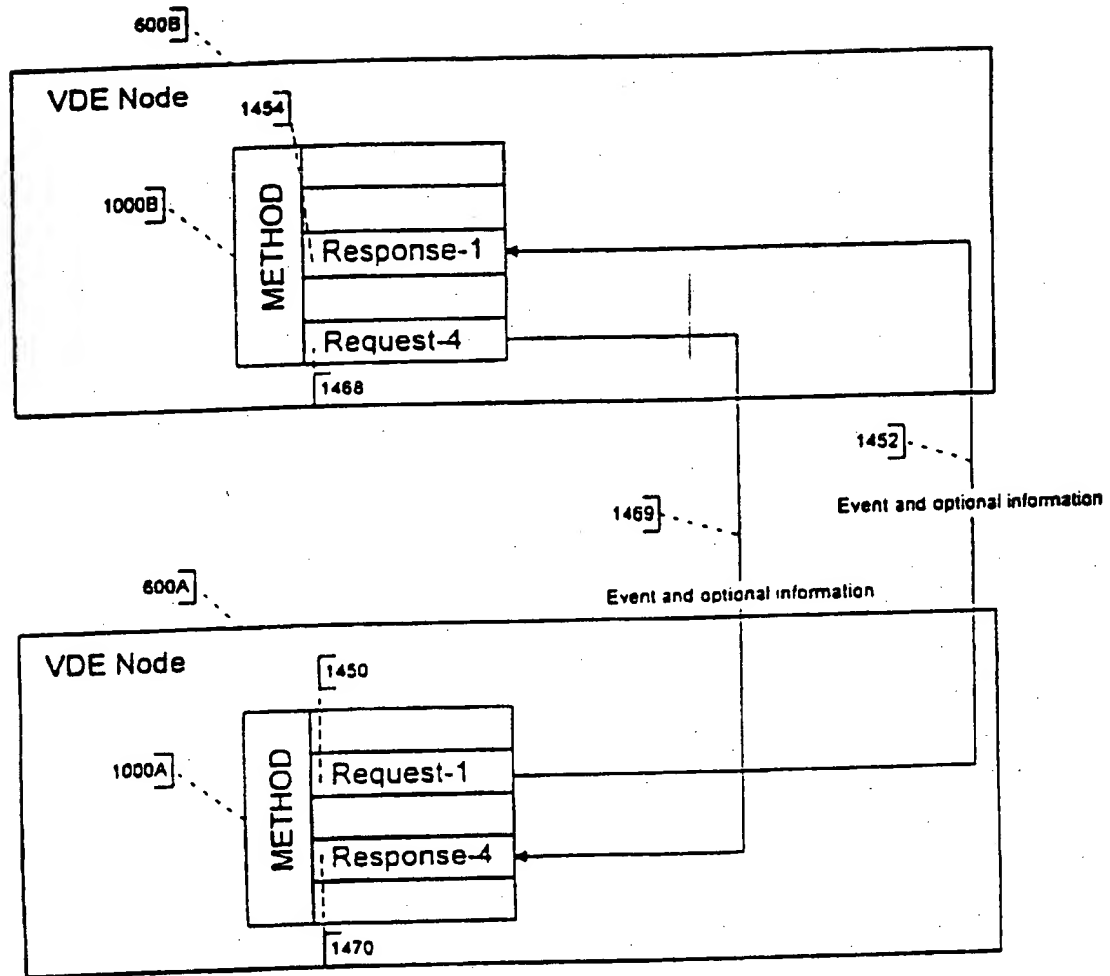 600B
VDE Node
1454
1000B
METHOD
Response-1
Request-4
1468
1452
Event and optional information
1469
600A
Event and optional information
VDE Node
1450
1000A
METHOD
Request-1
Response-4
1470